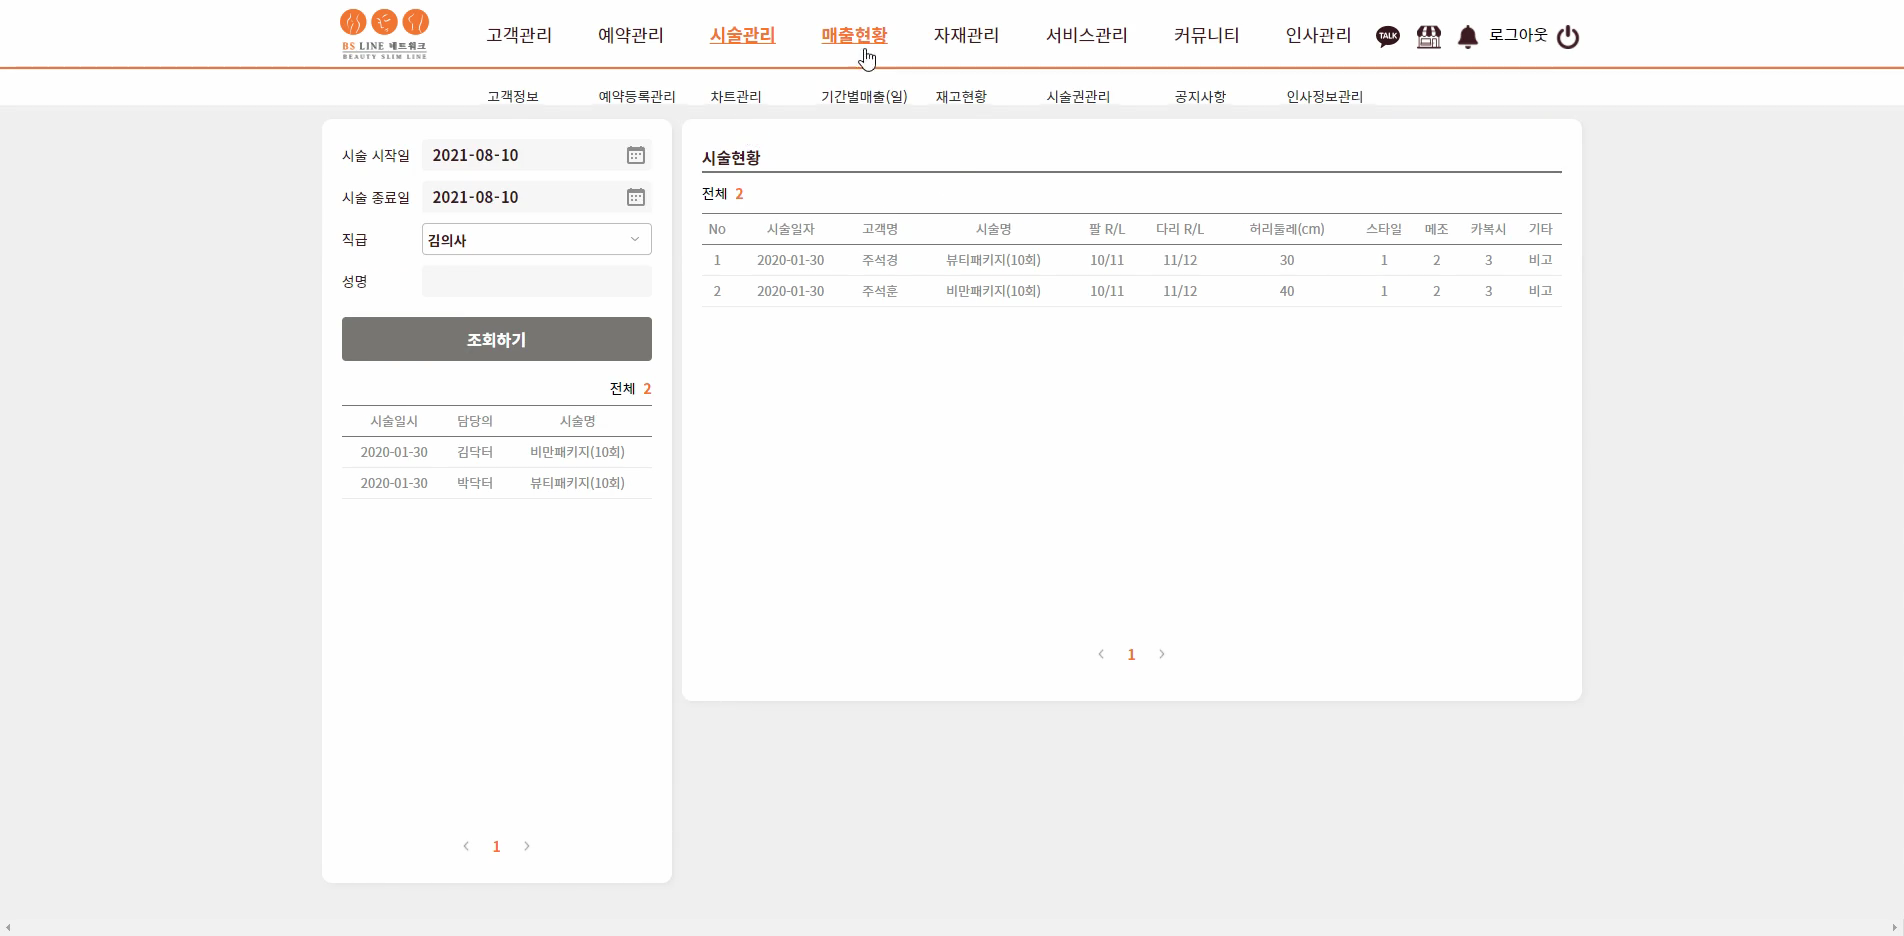 BS LINE 네트워크
BEAUTY SLIM LINE
고객관리 예약관리 시술관리 매출현황 자재관리 서비스관리 커뮤니티 인사관리 TALK 로그아웃
고객정보 예약등록관리 차트관리 기간별매출(일) 재고현황 시술권관리 공지사항 인사정보관리
시술 시작일 2021-08-10
시술 종료일 2021-08-10
직급 김의사
성명
조회하기
전체 2
시술일시 담당의 시술명
2020-01-30 김닥터 비만패키지(10회)
2020-01-30 박닥터 뷰티패키지(10회)
1
시술현황
전체 2
No 시술일자 고객명 시술명 팔 R/L 다리 R/L 허리둘레(cm) 스타일 메조 카복시 기타
1 2020-01-30 주석경 뷰티패키지(10회) 10/11 11/12 30 1 2 3 비고
2 2020-01-30 주석훈 비만패키지(10회) 10/11 11/12 40 1 2 3 비고
1